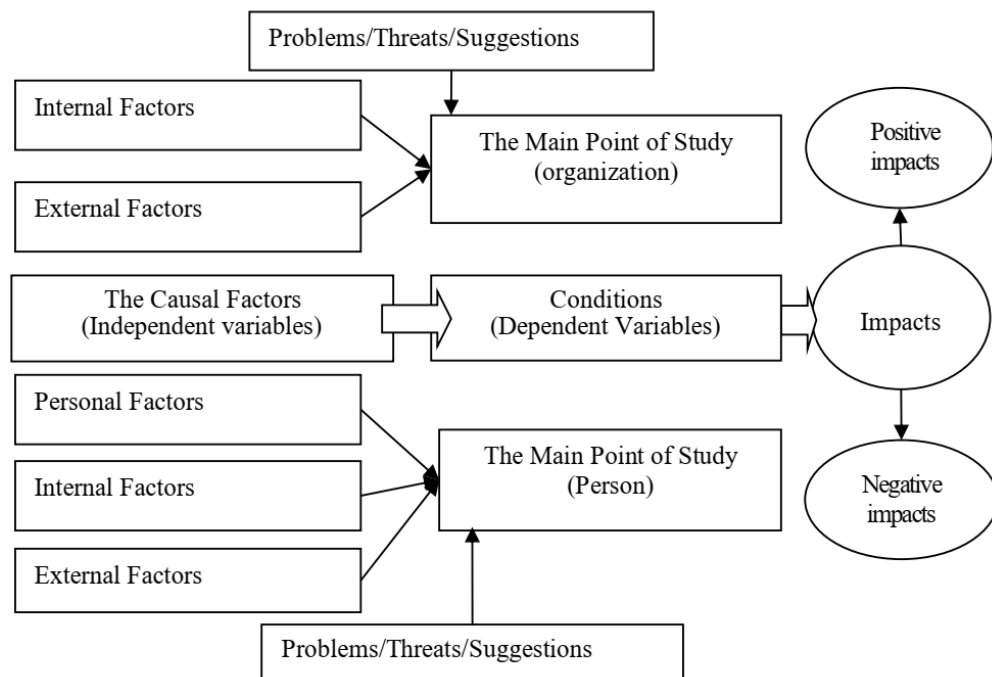 Problems/Threats/Suggestions
Internal Factors
The Main Point of Study
(organization)
Positive
impacts
External Factors
The Causal Factors
(Independent variables)
Conditions
(Dependent Variables)
Impacts
Personal Factors
The Main Point of Study
(Person)
Internal Factors
Negative
impacts
External Factors
Problems/Threats/Suggestions